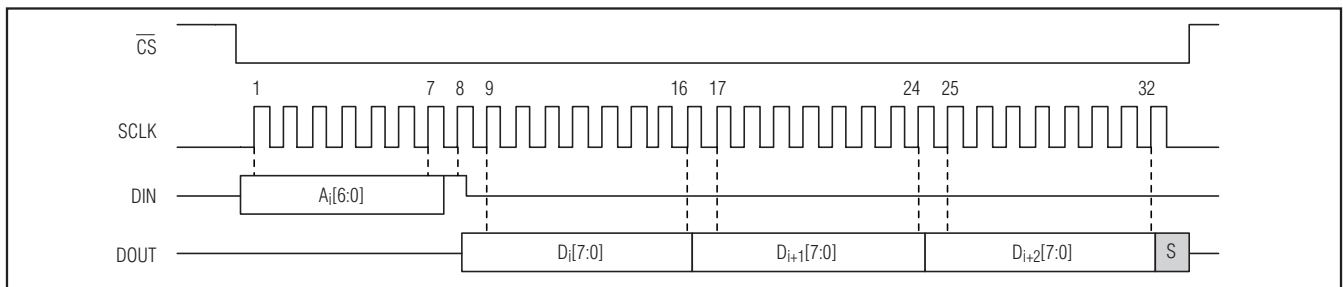 C̅S̅
1 7 8 9 16 17 24 25 32
SCLK
DIN
Ai[6:0]
DOUT
Di[7:0] Di+1[7:0] Di+2[7:0] S